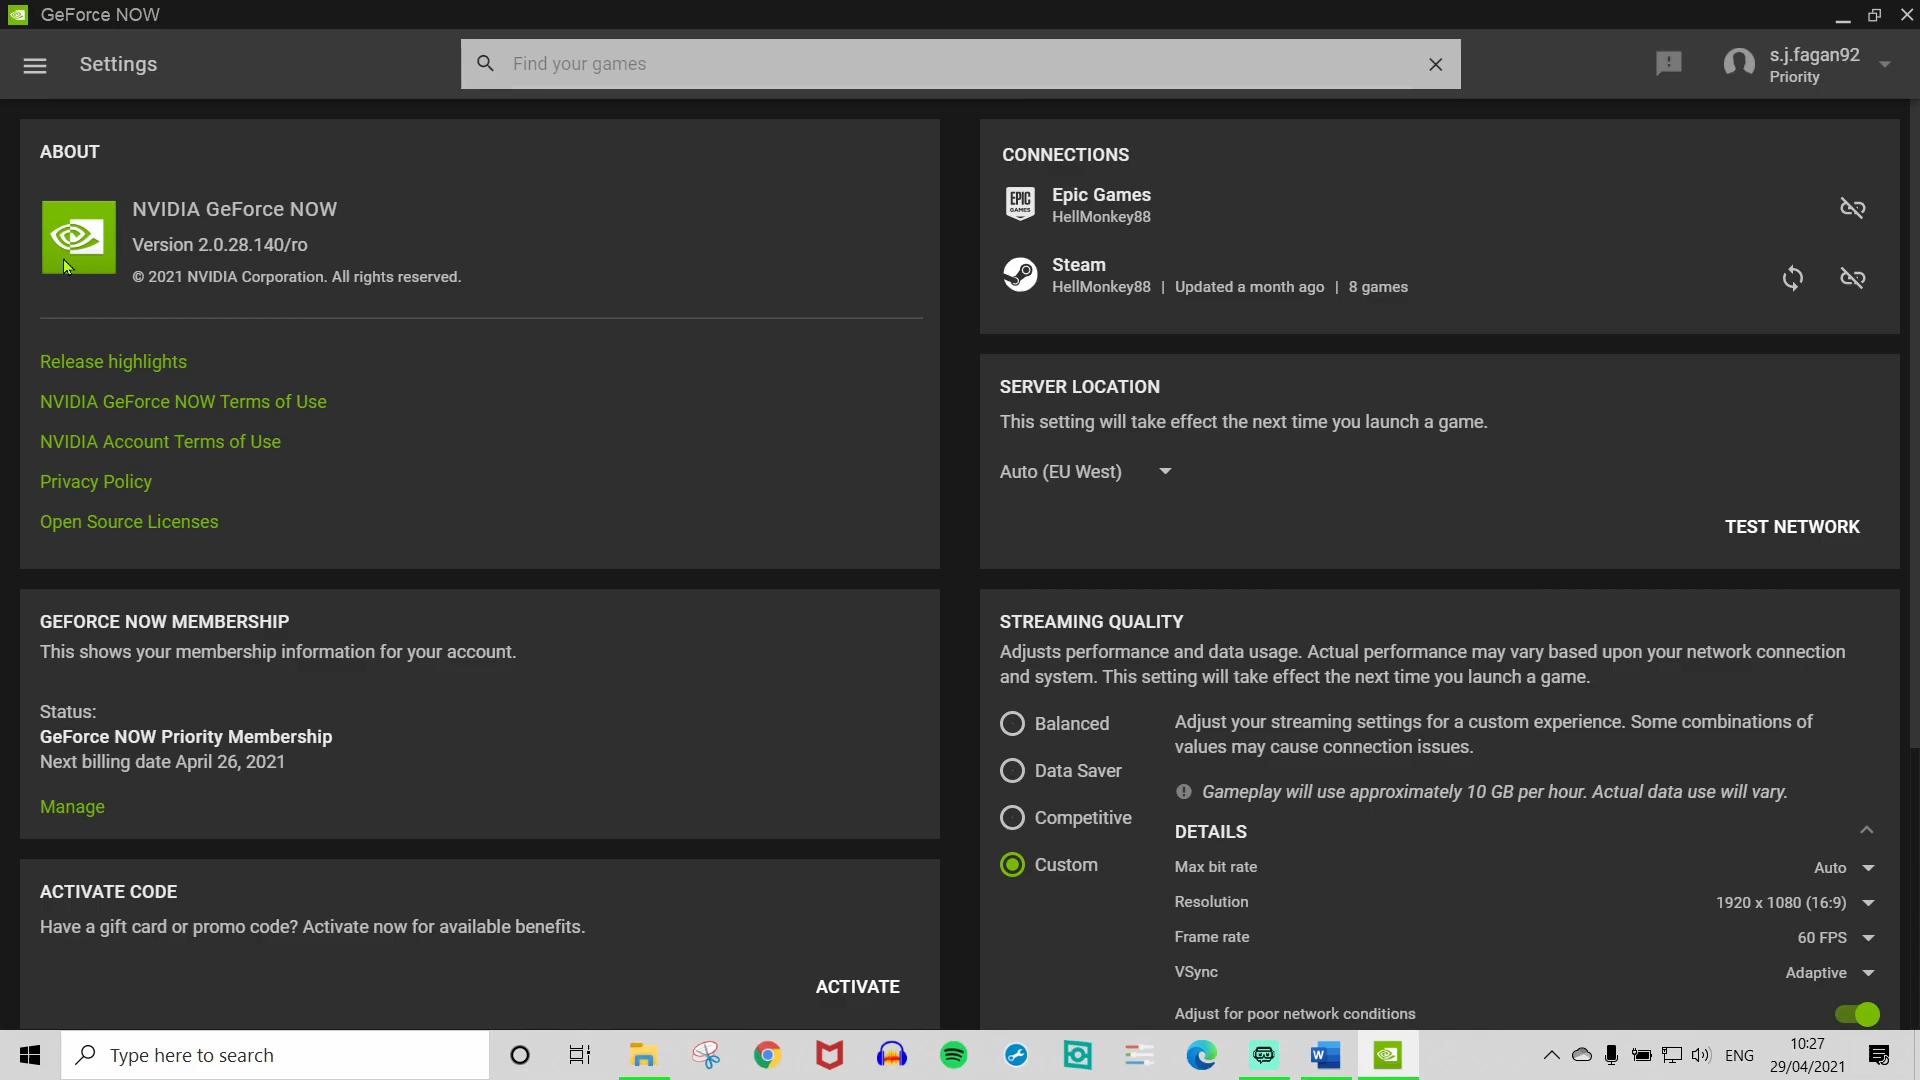 GeForce NOW
Settings
Find your games
s.j.fagan92
Priority
ABOUT
NVIDIA GeForce NOW
Version 2.0.28.140/ro
© 2021 NVIDIA Corporation. All rights reserved.
Release highlights
NVIDIA GeForce NOW Terms of Use
NVIDIA Account Terms of Use
Privacy Policy
Open Source Licenses
GEFORCE NOW MEMBERSHIP
This shows your membership information for your account.
Status:
GeForce NOW Priority Membership
Next billing date April 26, 2021
Manage
ACTIVATE CODE
Have a gift card or promo code? Activate now for available benefits.
ACTIVATE
CONNECTIONS
EPIC
GAMES
Epic Games
HellMonkey88
Steam
HellMonkey88 | Updated a month ago | 8 games
SERVER LOCATION
This setting will take effect the next time you launch a game.
Auto (EU West)
TEST NETWORK
STREAMING QUALITY
Adjusts performance and data usage. Actual performance may vary based upon your network connection
and system. This setting will take effect the next time you launch a game.
Balanced
Data Saver
Competitive
Custom
Adjust your streaming settings for a custom experience. Some combinations of
values may cause connection issues.
Gameplay will use approximately 10 GB per hour. Actual data use will vary.
DETAILS
Max bit rate Auto
Resolution 1920 x 1080 (16:9)
Frame rate 60 FPS
VSync Adaptive
Adjust for poor network conditions
Type here to search
W
ENG
10:27
29/04/2021